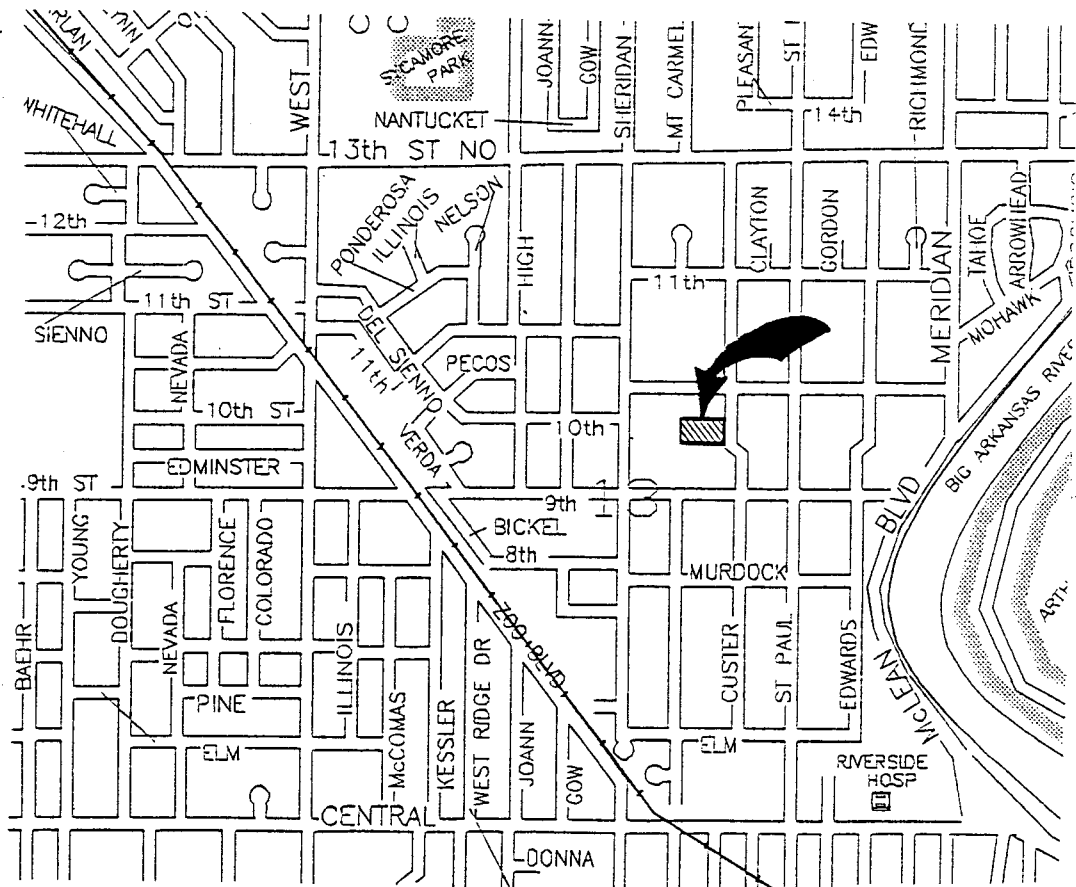 SYCAMORE
PARK
WEST
JOANN
GOW
SHERIDAN
MT CARMEL
PLEASAN
ST
EDW
RICHMOND
14th
NANTUCKET
WHITEHALL
13th ST NO
-12th
PONDEROSA
ILLINOIS
NELSON
HIGH
CLAYTON
GORDON
TAHOE
ARROWHEAD
11th
MERIDIAN
MOHAWK
11th ST
SIENNO
NEVADA
DEL SIENNO
11th
PECOS
10th ST
10th
VERDA
EDMINSTER
BIG ARKANSAS RIVER
.9th ST
9th
BICKEL
8th
BLVD
YOUNG
DOUGHERTY
FLORENCE
COLORADO
MURDOCK
BAEHR
NEVADA
ILLINOIS
ZOO BLVD
CUSTER
ST PAUL
EDWARDS
McLEAN
PINE
McCOMAS
KESSLER
WEST RIDGE DR
JOANN
GOW
ELM
ELM
RIVERSIDE
HOSP
CENTRAL
DONNA